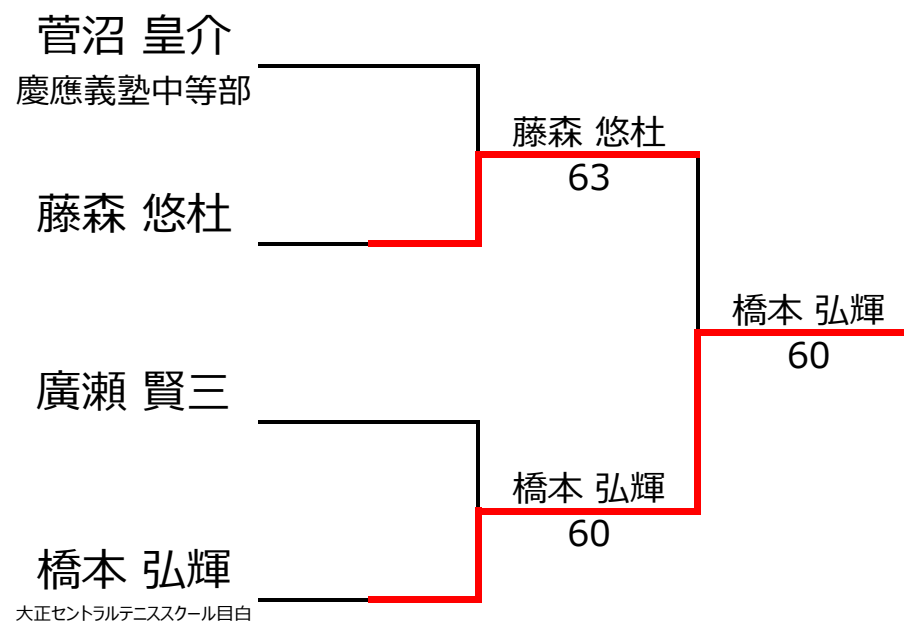 菅沼 皇介
慶應義塾中等部
藤森 悠杜
63
藤森 悠杜
橋本 弘輝
60
廣瀬 賢三
橋本 弘輝
60
橋本 弘輝
大正セントラルテニススクール目白